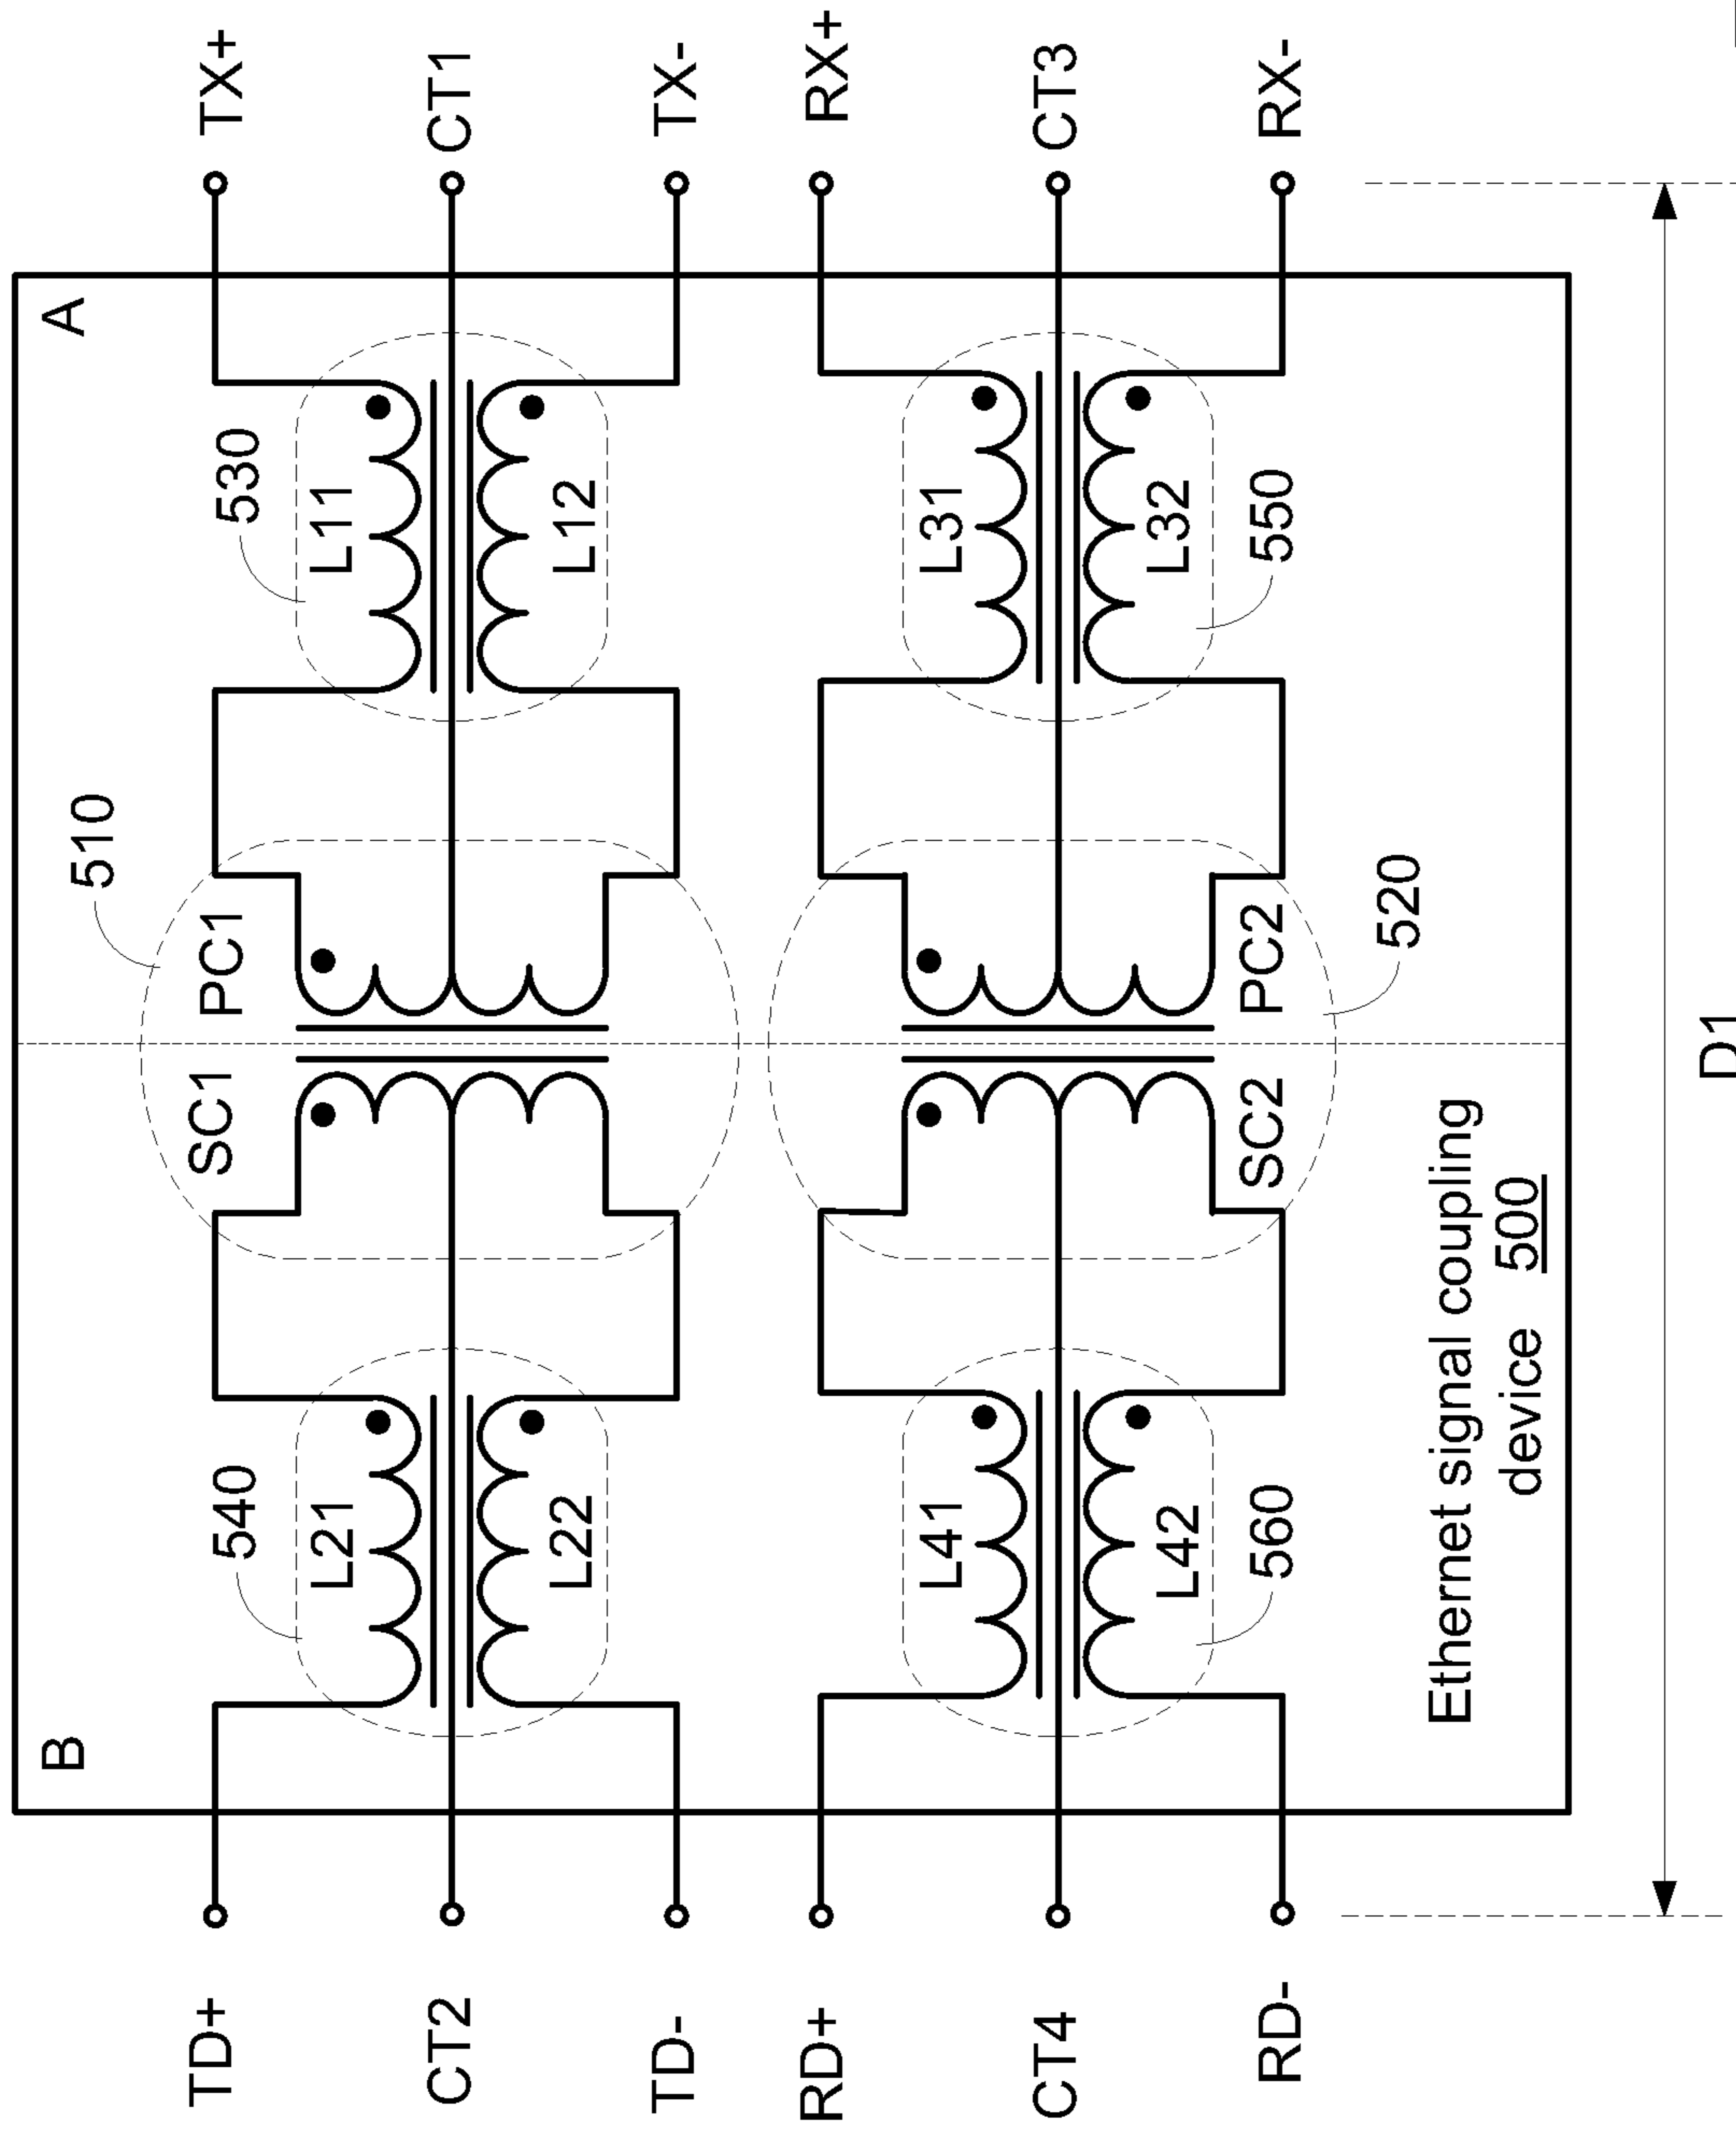 TD+
CT2
TD-
RD+
CT4
RD-
B
A
540
L21
L22
L41
L42
560
510
SC1
PC1
SC2
PC2
520
530
L11
L12
L31
L32
550
TX+
CT1
TX-
RX+
CT3
RX-
Ethernet signal coupling
device 500
D1